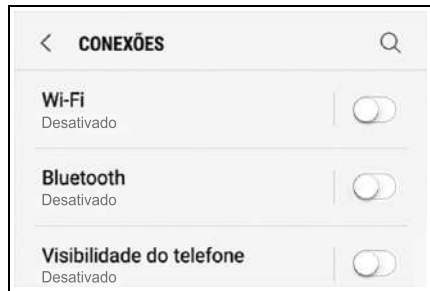 CONEXÕES
Wi-Fi
Desativado
Bluetooth
Desativado
Visibilidade do telefone
Desativado